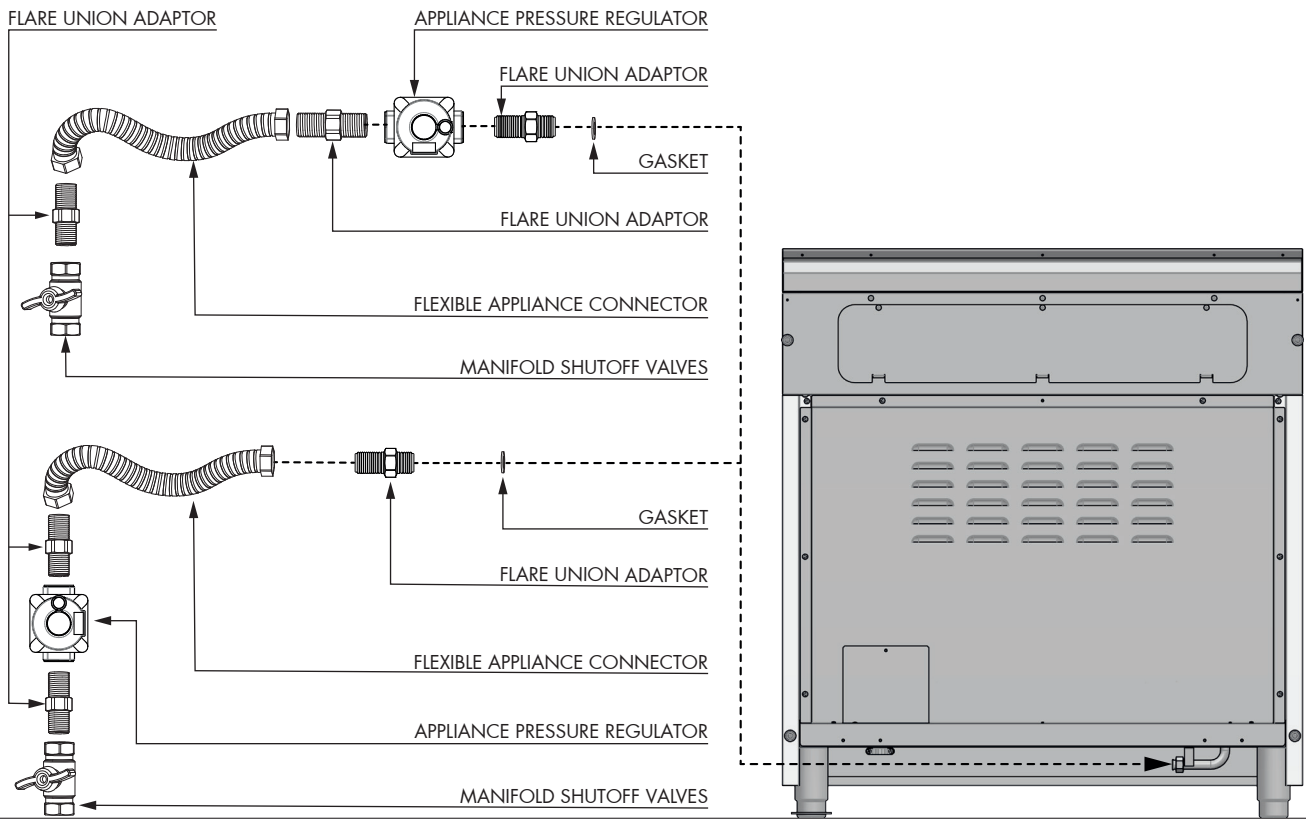 FLARE UNION ADAPTOR
APPLIANCE PRESSURE REGULATOR
FLARE UNION ADAPTOR
GASKET
FLARE UNION ADAPTOR
FLEXIBLE APPLIANCE CONNECTOR
MANIFOLD SHUTOFF VALVES
GASKET
FLARE UNION ADAPTOR
FLEXIBLE APPLIANCE CONNECTOR
APPLIANCE PRESSURE REGULATOR
MANIFOLD SHUTOFF VALVES